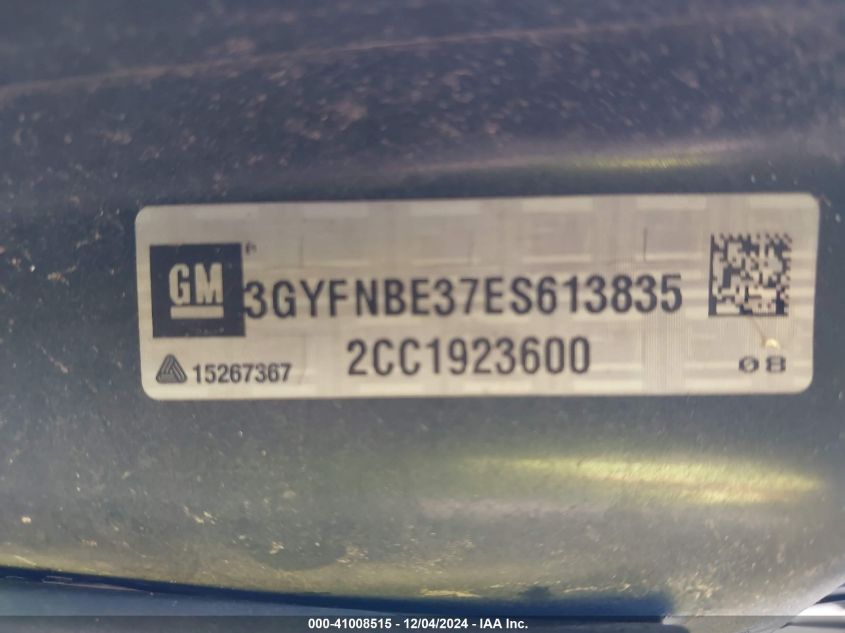 GM
3GYFNBE37ES613835
2CC1923600
15267367
08
000-41008515 - 12/04/2024 - IAA Inc.